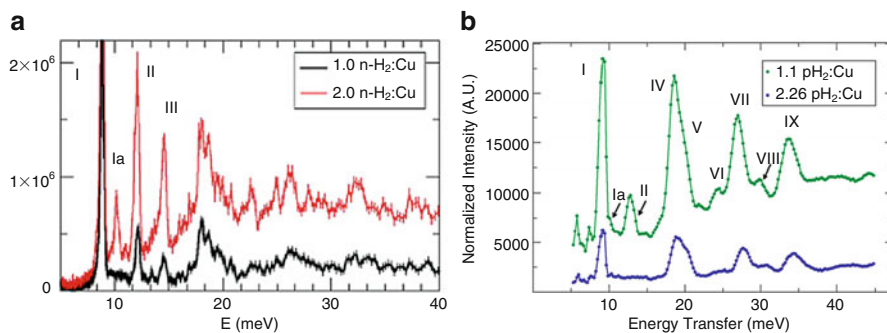 a
2×10⁶
1×10⁶
0
I
Ia
II
III
1.0 n-H₂:Cu
2.0 n-H₂:Cu
10 20 30 40
E (meV)
b
Normalized Intensity (A.U.)
25000
20000
15000
10000
5000
I
Ia
II
IV
V
VI
VII
VIII
IX
1.1 pH₂:Cu
2.26 pH₂:Cu
10 20 30 40
Energy Transfer (meV)